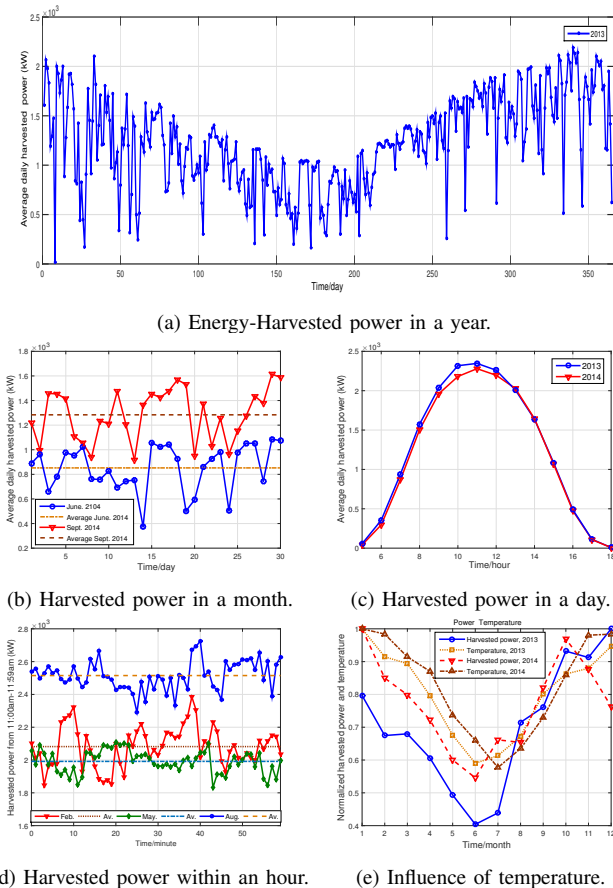 ×10³
2.5
2
1.5
1
0.5
0
Average daily harvested power (kW)
2013
0 50 100 150 200 250 300 350
Time/day
(a) Energy-Harvested power in a year.
×10³
1.8
1.6
1.4
1.2
1
0.8
0.6
0.4
0.2
Average daily harvested power (kW)
June. 2104
Average June. 2014
Sept. 2014
Average Sept. 2014
5 10 15 20 25 30
Time/day
(b) Harvested power in a month.
×10³
2.5
2
1.5
1
0.5
0
Average daily harvested power (kW)
2013
2014
6 8 10 12 14 16 18
Time/hour
(c) Harvested power in a day.
×10³
2.8
2.6
2.4
2.2
2
1.8
1.6
Harvested power from 11:00am-11:59am (kW)
Feb. Av. May. Av. Aug. Av.
0 10 20 30 40 50
Time/minute
d) Harvested power within an hour.
Power Temperature
1
0.9
0.8
0.7
0.6
0.5
0.4
Normalized harvested power and temperature
Harvested power, 2013
Temperature, 2013
Harvested power, 2014
Temperature, 2014
1 2 3 4 5 6 7 8 9 10 11 12
Time/month
(e) Influence of temperature.